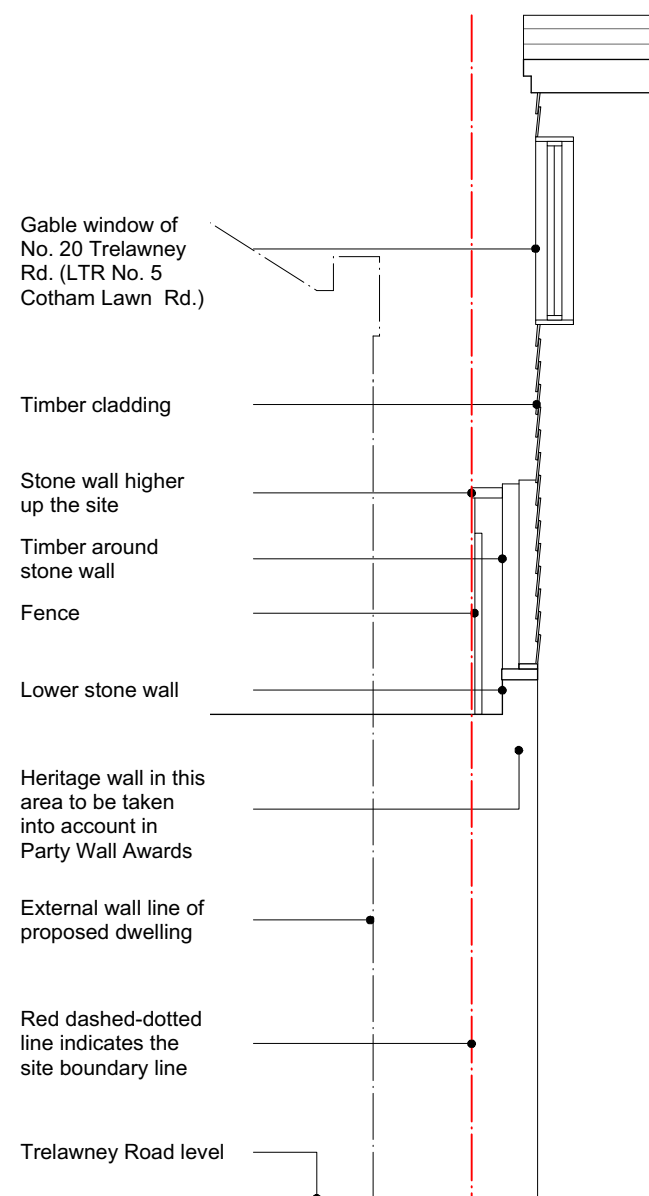 Gable window of
No. 20 Trelawney
Rd. (LTR No. 5
Cotham Lawn  Rd.)
Timber cladding
Stone wall higher
up the site
Timber around
stone wall
Fence
Lower stone wall
Heritage wall in this
area to be taken
into account in
Party Wall Awards
External wall line of
proposed dwelling
Red dashed-dotted
line indicates the
site boundary line
Trelawney Road level